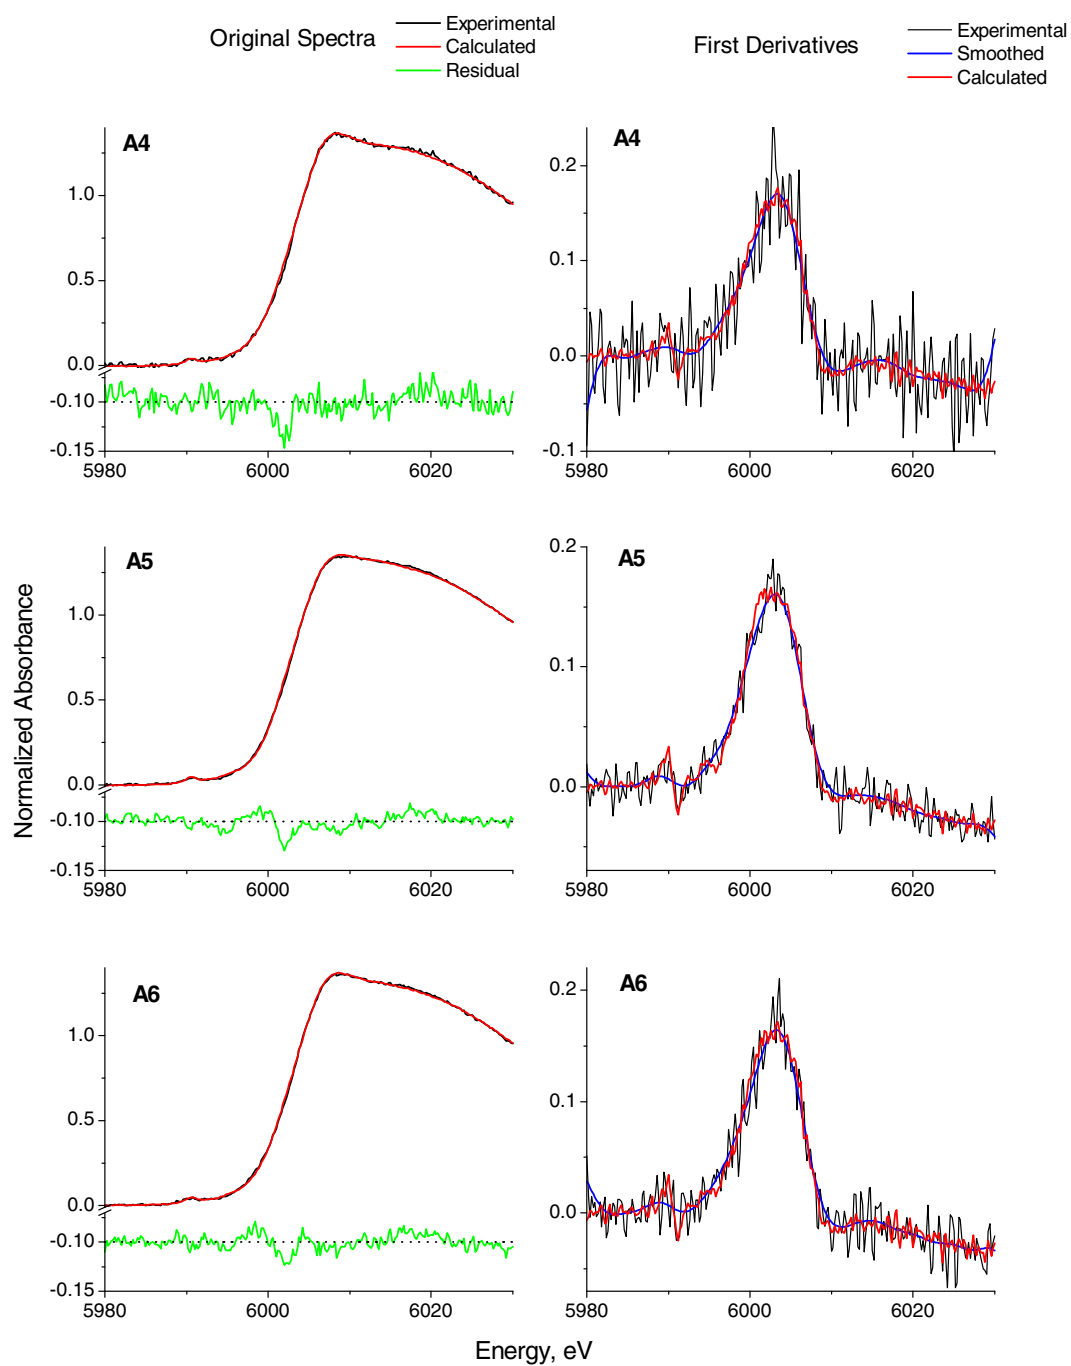 Original Spectra
Experimental
Calculated
Residual
First Derivatives
Experimental
Smoothed
Calculated
A4
1.0
0.5
0.0
-0.10
-0.15
5980 6000 6020
A4
0.2
0.1
0.0
-0.1
5980 6000 6020
Normalized Absorbance
A5
1.0
0.5
0.0
-0.10
-0.15
5980 6000 6020
A5
0.2
0.1
0.0
5980 6000 6020
A6
1.0
0.5
0.0
-0.10
-0.15
5980 6000 6020
A6
0.2
0.1
0.0
5980 6000 6020
Energy, eV